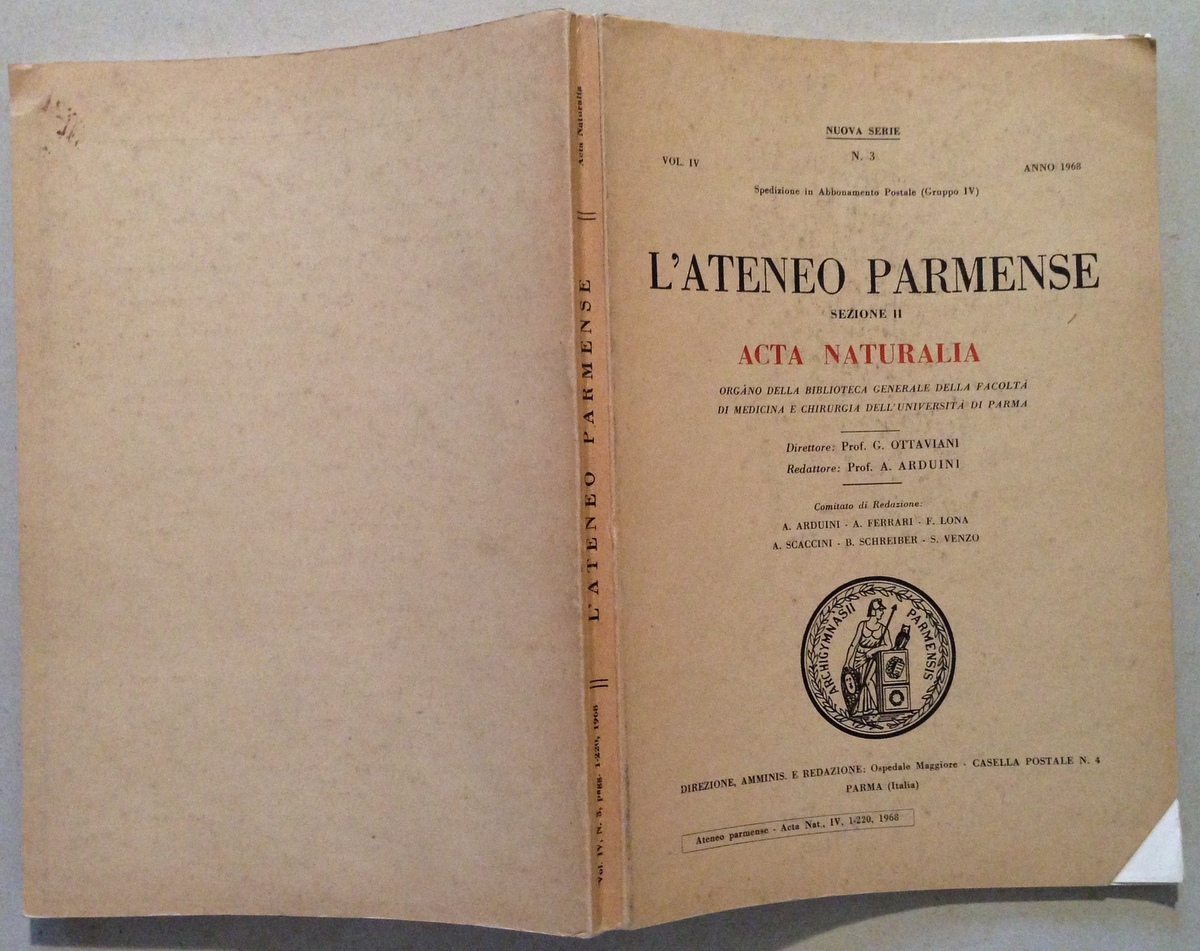 NUOVA SERIE
VOL. IV
N. 3
ANNO 1968
Spedizione in Abbonamento Postale (Gruppo IV)
L'ATENEO PARMENSE
SEZIONE II
ACTA NATURALIA
ORGÀNO DELLA BIBLIOTECA GENERALE DELLA FACOLTÀ
DI MEDICINA E CHIRURGIA DELL'UNIVERSITÀ DI PARMA
Direttore: Prof. G. OTTAVIANI
Redattore: Prof. A. ARDUINI
Comitato di Redazione:
A. ARDUINI - A. FERRARI - F. LONA
A. SCACCINI - B. SCHREIBER - S. VENZO
ARCHIGYMNASII PARMENSIS
DIREZIONE, AMMINIS. E REDAZIONE: Ospedale Maggiore - CASELLA POSTALE N. 4
PARMA (Italia)
Ateneo parmense - Acta Nat., IV, 1-220, 1968
Vol. IV, N. 3, pagg. 1-220, 1968 || L'ATENEO PARMENSE || Acta Naturalia